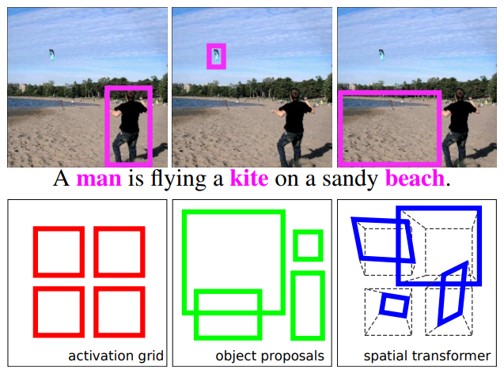 A man is flying a kite on a sandy beach.
activation grid
object proposals
spatial transformer